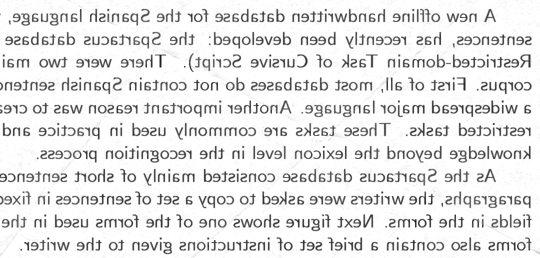 A new offline handwritten database for the Spanish language,
sentences, has recently been developed: the Spartacus database
Restricted-domain Task of Cursive Script). There were two mai
corpus. First of all, most databases do not contain Spanish sentenc
a widespread major language. Another important reason was to crea
restricted tasks. These tasks are commonly used in practice and
knowledge beyond the lexicon level in the recognition process.
As the Spartacus database consisted mainly of short sentence
paragraphs, the writers were asked to copy a set of sentences in fixe
fields in the forms. Next figure shows one of the forms used in the
forms also contain a brief set of instructions given to the writer.